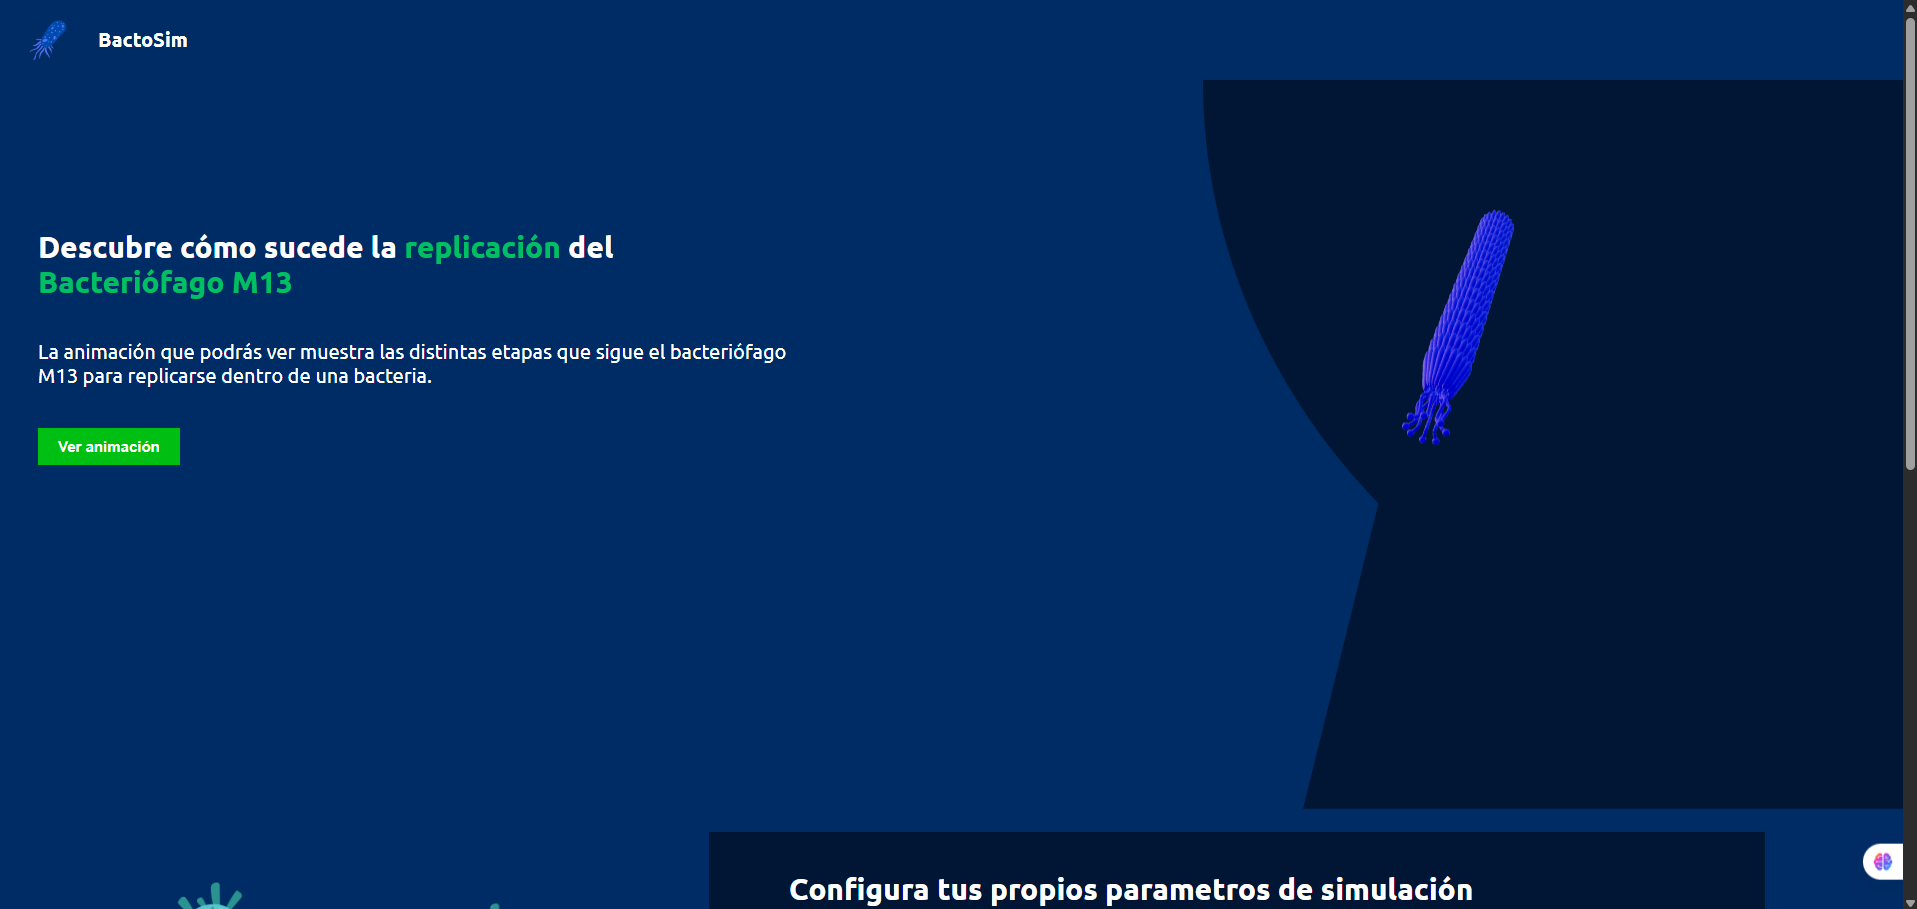 BactoSim
Descubre cómo sucede la replicación del
Bacteriófago M13
La animación que podrás ver muestra las distintas etapas que sigue el bacteriófago
M13 para replicarse dentro de una bacteria.
Ver animación
Configura tus propios parametros de simulación